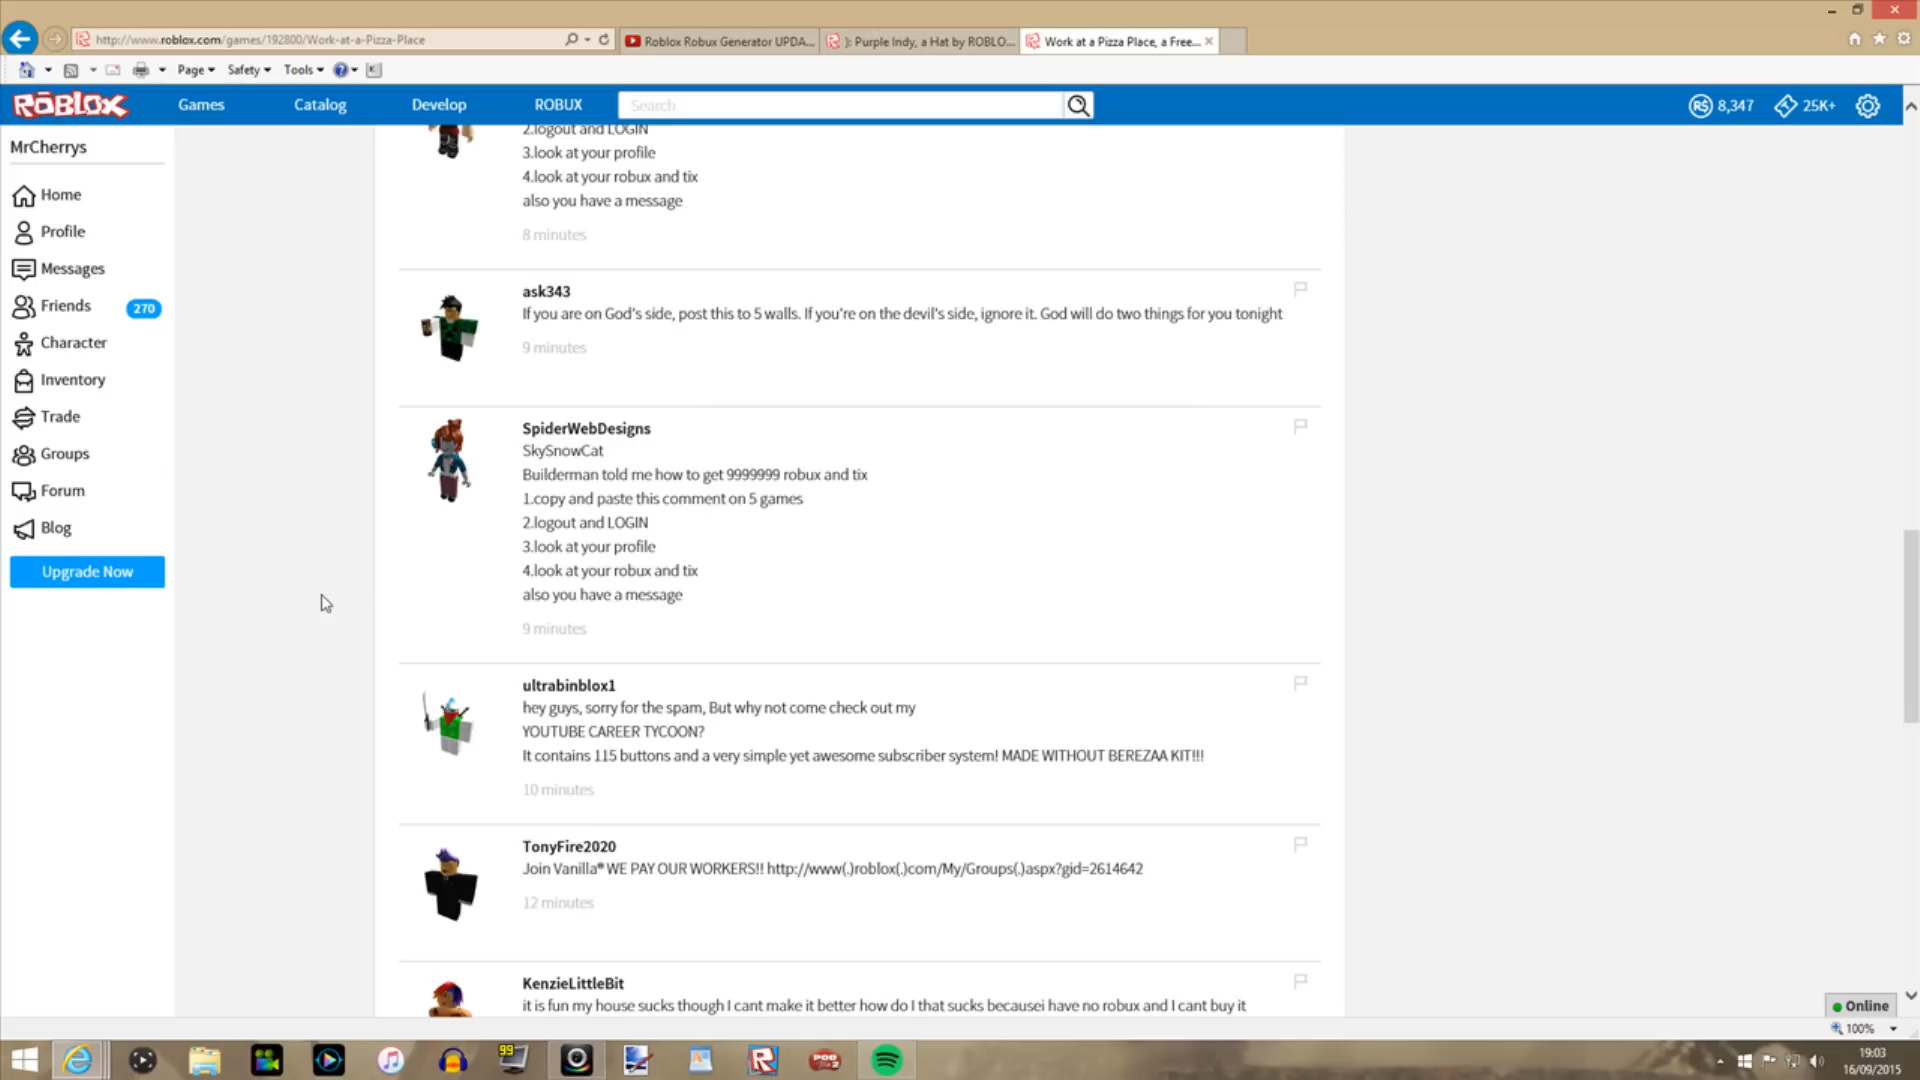 http://www.roblox.com/games/192800/Work-at-a-Pizza-Place
Roblox Robux Generator UPDA...
): Purple Indy, a Hat by ROBLO...
Work at a Pizza Place, a Free...
Page
Safety
Tools
ROBLOX
Games
Catalog
Develop
ROBUX
Search
R$ 8,347
25K+
MrCherrys
Home
Profile
Messages
Friends
270
Character
Inventory
Trade
Groups
Forum
Blog
Upgrade Now
2.logout and LOGIN
3.look at your profile
4.look at your robux and tix
also you have a message
8 minutes
ask343
If you are on God's side, post this to 5 walls. If you're on the devil's side, ignore it. God will do two things for you tonight
9 minutes
SpiderWebDesigns
SkySnowCat
Builderman told me how to get 9999999 robux and tix
1.copy and paste this comment on 5 games
2.logout and LOGIN
3.look at your profile
4.look at your robux and tix
also you have a message
9 minutes
ultrabinblox1
hey guys, sorry for the spam, But why not come check out my
YOUTUBE CAREER TYCOON?
It contains 115 buttons and a very simple yet awesome subscriber system! MADE WITHOUT BEREZAA KIT!!!
10 minutes
TonyFire2020
Join Vanilla® WE PAY OUR WORKERS!! http://www(.)roblox(.)com/My/Groups(.)aspx?gid=2614642
12 minutes
KenzieLittleBit
it is fun my house sucks though I cant make it better how do I that sucks becausei have no robux and I cant buy it
Online
100%
99
POD
19:03
16/09/2015